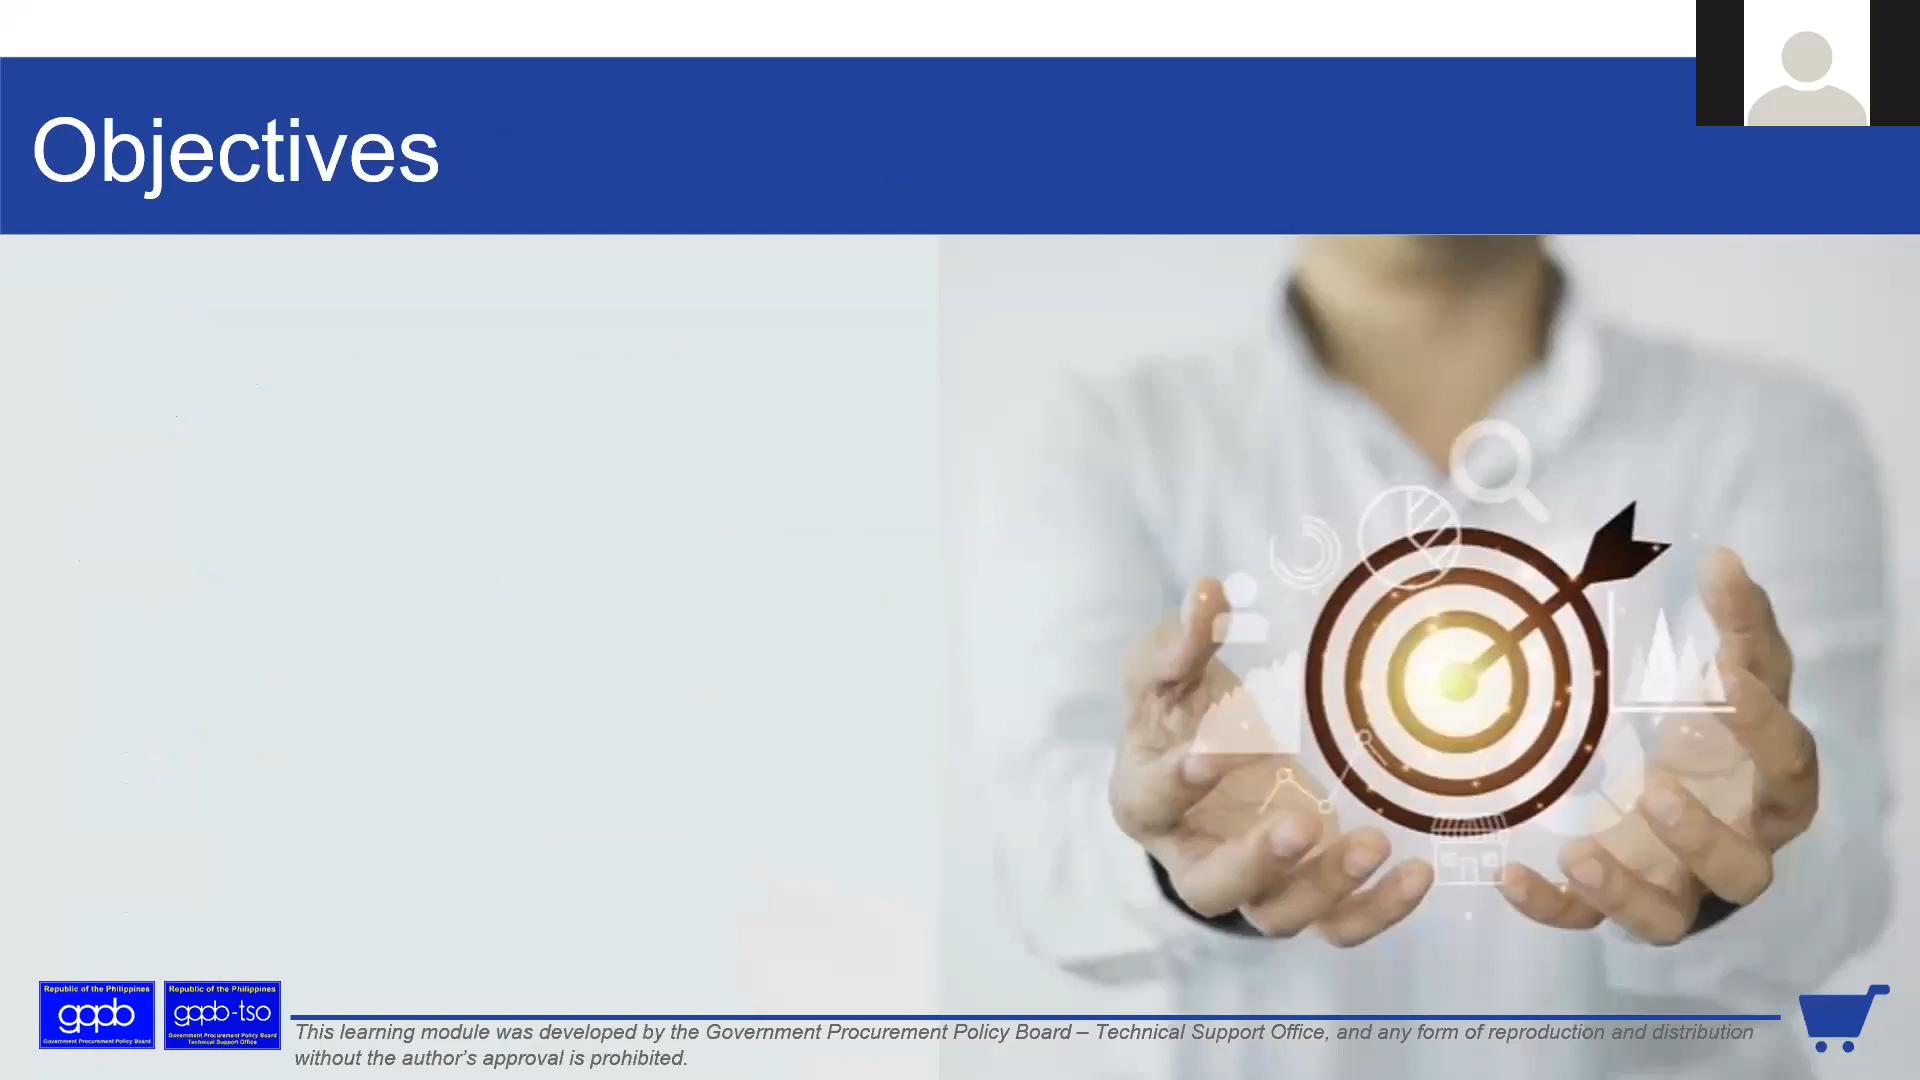 Objectives
Republic of the Philippines
gppb
Government Procurement Policy Board
Republic of the Philippines
gppb-tso
Government Procurement Policy Board
Technical Support Office
This learning module was developed by the Government Procurement Policy Board – Technical Support Office, and any form of reproduction and distribution
without the author's approval is prohibited.